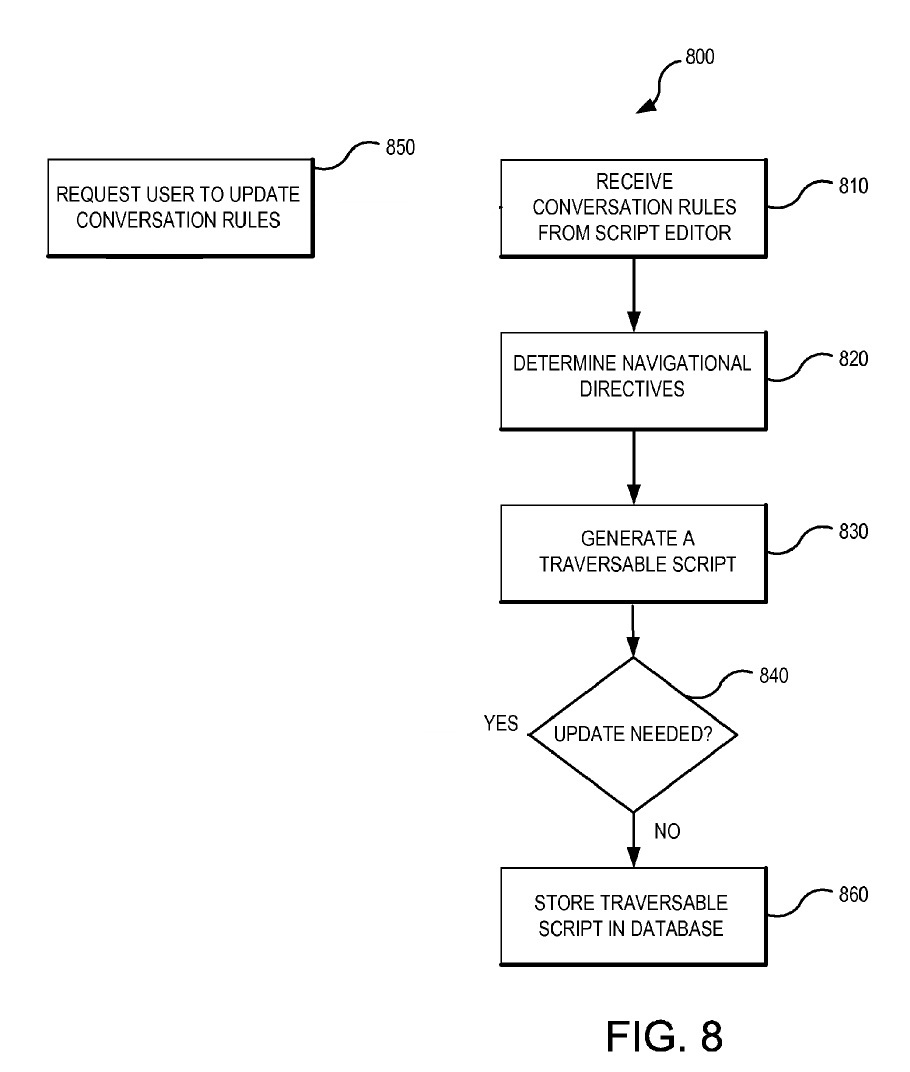 800
850
REQUEST USER TO UPDATE
CONVERSATION RULES
810
RECEIVE
CONVERSATION RULES
FROM SCRIPT EDITOR
820
DETERMINE NAVIGATIONAL
DIRECTIVES
830
GENERATE A
TRAVERSABLE SCRIPT
840
YES
UPDATE NEEDED?
NO
860
STORE TRAVERSABLE
SCRIPT IN DATABASE
FIG. 8